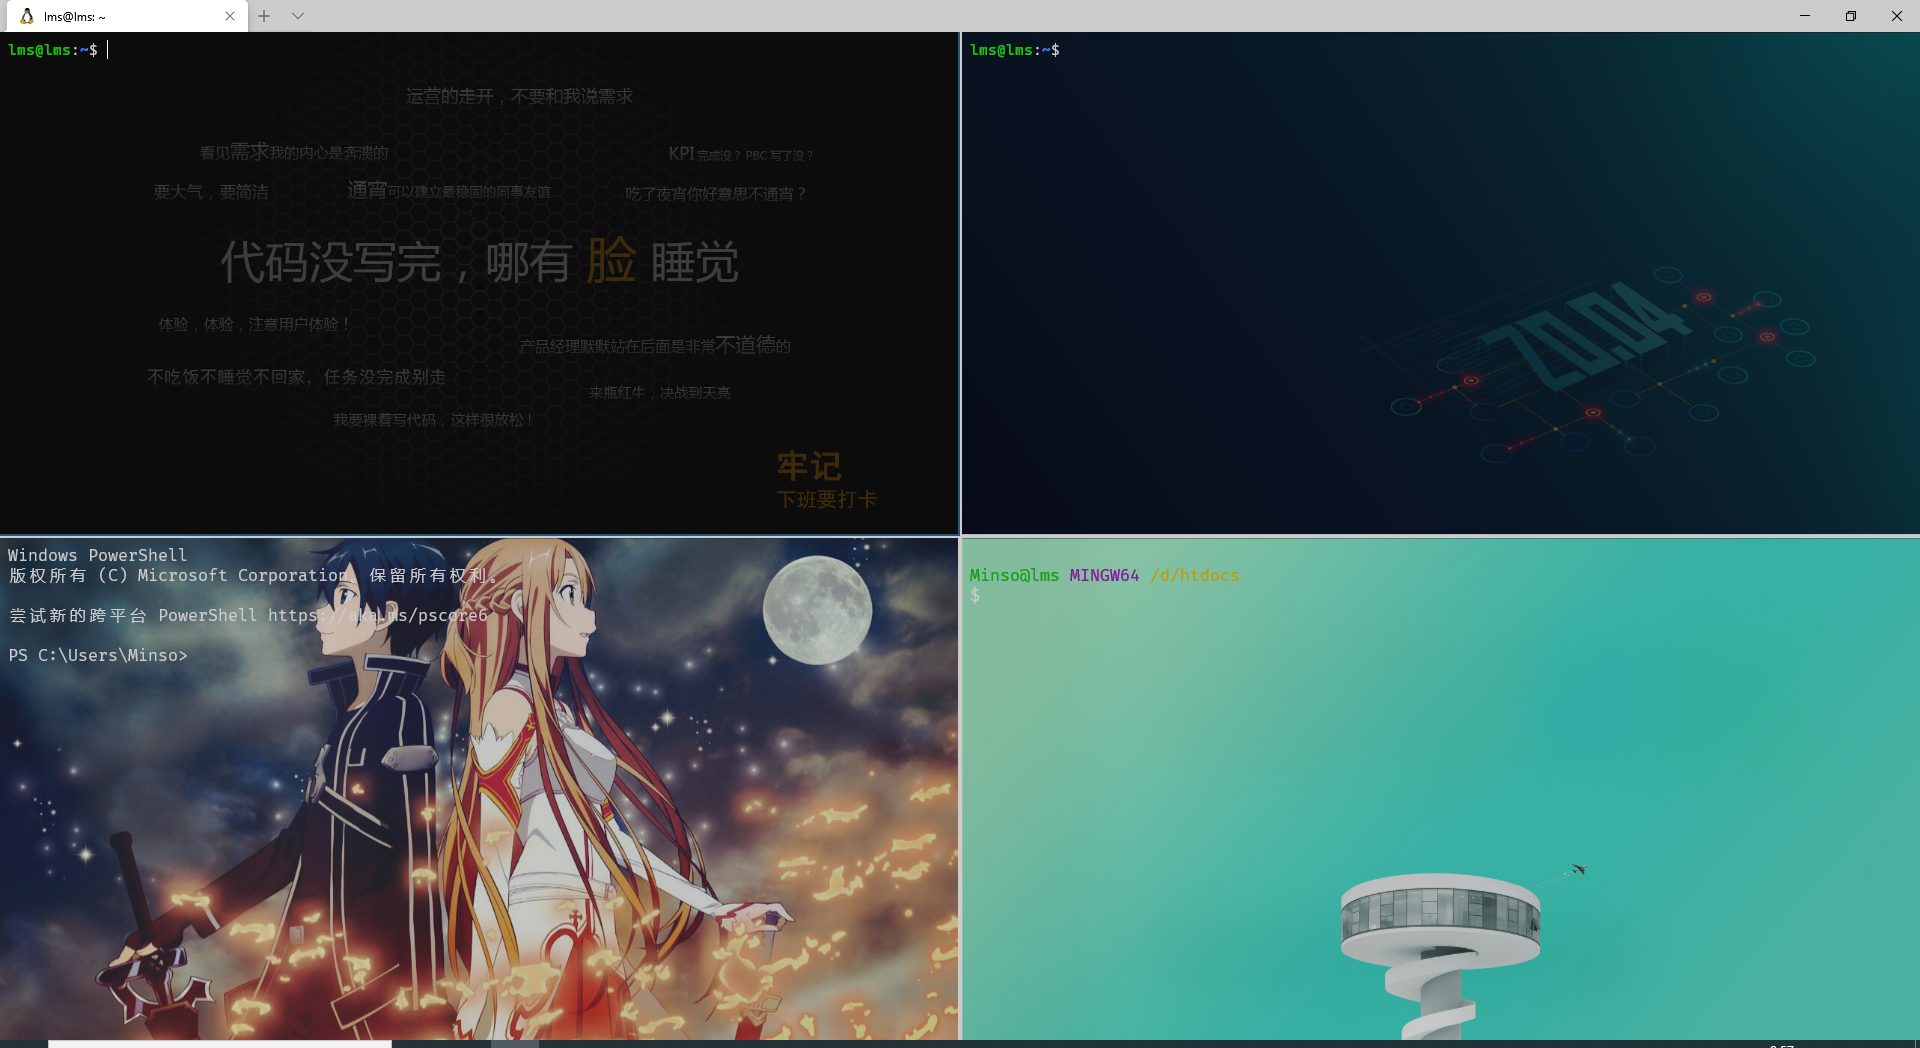 lms@lms: ~
lms@lms:~$
运营的走开，不要和我说需求
看见需求我的内心是奔溃的
KPI 完成没？ PBC 写了没？
要大气，要简洁
通宵可以建立最稳固的同事友谊
吃了夜宵你好意思不通宵？
代码没写完，哪有 脸 睡觉
体验，体验，注意用户体验！
产品经理默默站在后面是非常不道德的
不吃饭不睡觉不回家，任务没完成别走
来瓶红牛，决战到天亮
我要裸着写代码，这样很放松！
牢记
下班要打卡
lms@lms:~$
20.04
Windows PowerShell
版权所有 (C) Microsoft Corporation。保留所有权利。
尝试新的跨平台 PowerShell https://aka.ms/pscore6
PS C:\Users\Minso>
Minso@lms MINGW64 /d/htdocs
$